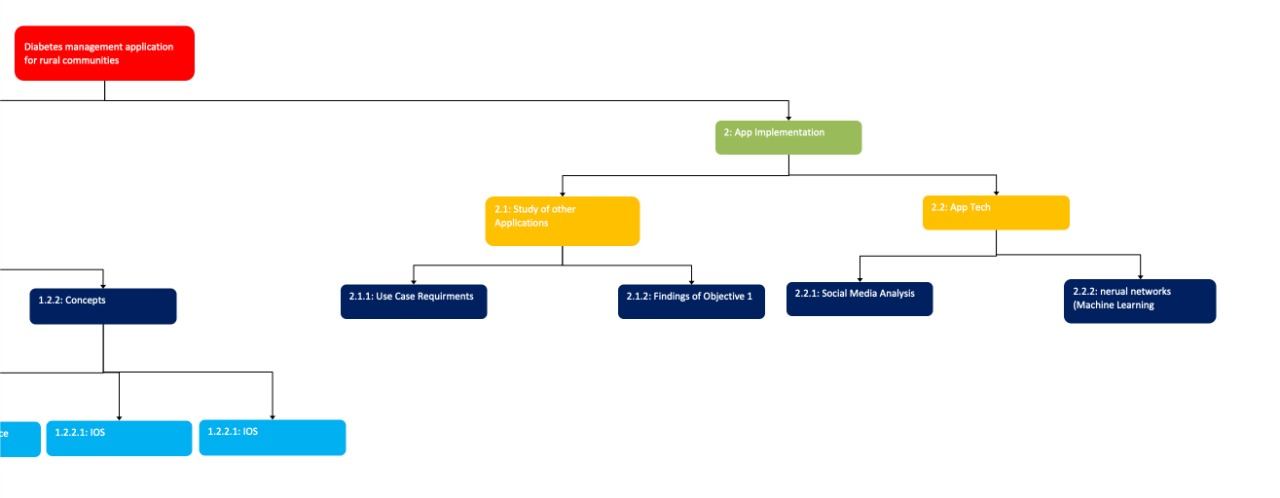 Diabetes management application
for rural communities
2: App Implementation
2.1: Study of other
Applications
2.2: App Tech
2.1.1: Use Case Requirments
2.1.2: Findings of Objective 1
2.2.1: Social Media Analysis
2.2.2: nerual networks
(Machine Learning
1.2.2: Concepts
ce
1.2.2.1: IOS
1.2.2.1: IOS